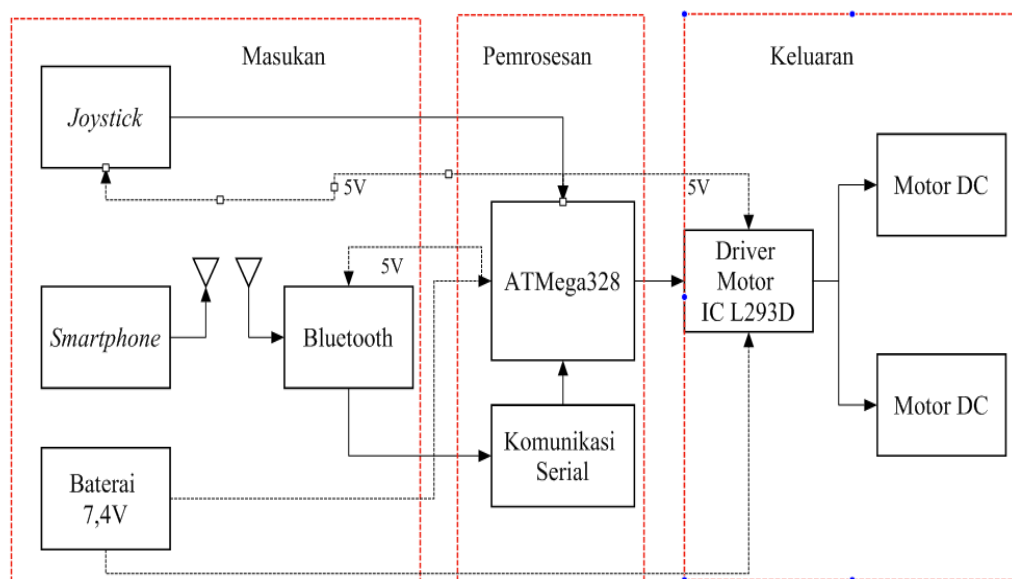 Masukan
Pemrosesan
Keluaran
Joystick
5V
5V
Motor DC
5V
ATMega328
Driver
Motor
IC L293D
Smartphone
Bluetooth
Motor DC
Komunikasi
Serial
Baterai
7,4V